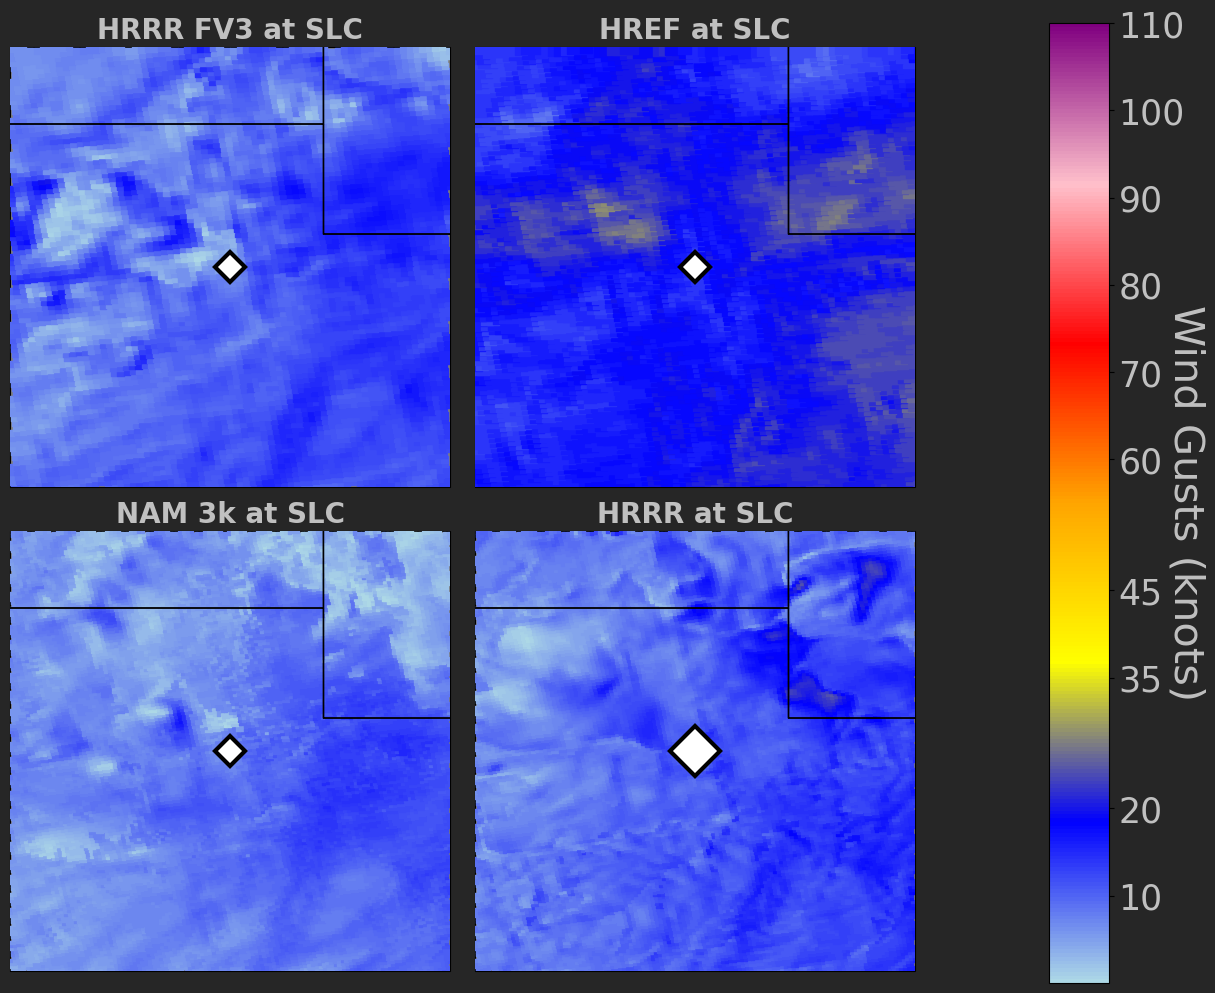 HRRR FV3 at SLC
HREF at SLC
NAM 3k at SLC
HRRR at SLC
110
100
90
80
70
60
45
35
20
10
Wind Gusts (knots)